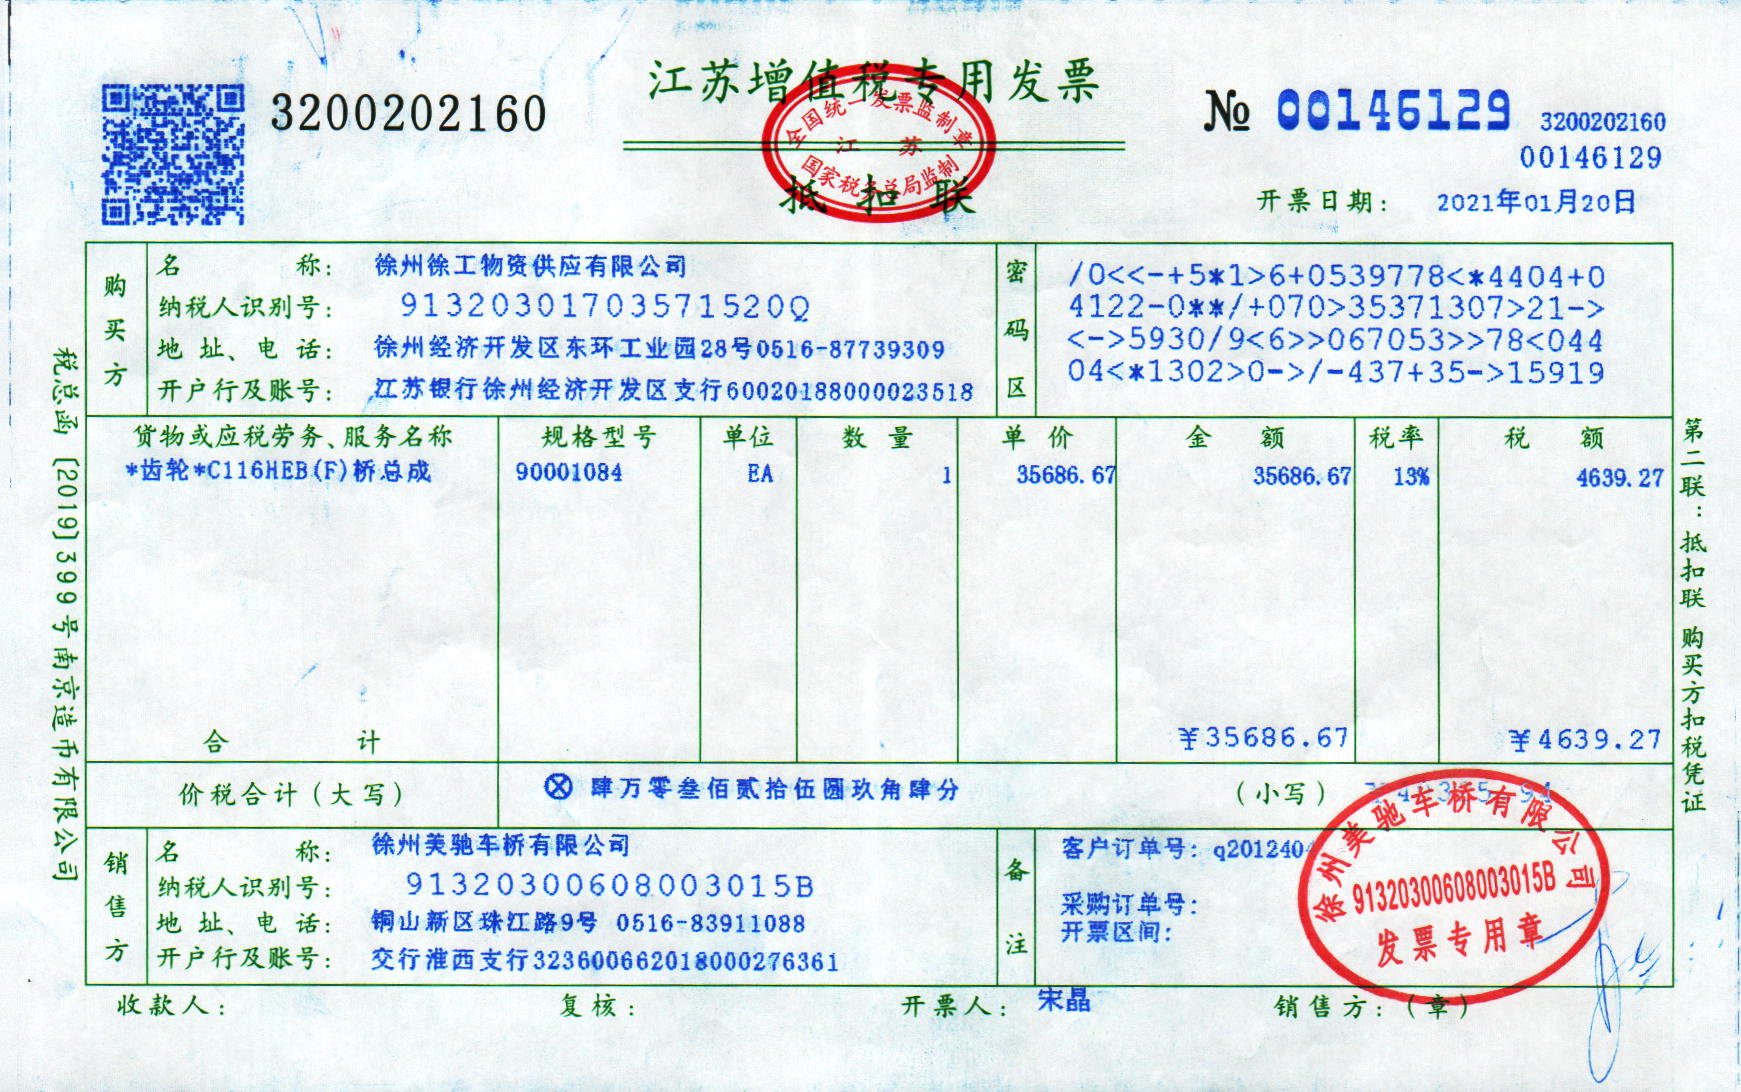 江苏增值税专用发票
3200202160
№ 00146129
3200202160
00146129
全国统一发票监制章
江苏
国家税务总局监制
抵扣联
开票日期: 2021年01月20日
购买方
名称: 徐州徐工物资供应有限公司
纳税人识别号: 91320301703571520Q
地址、电话: 徐州经济开发区东环工业园28号0516-87739309
开户行及账号: 江苏银行徐州经济开发区支行60020188000023518
密码区
/0<<-+5*1>6+0539778<*4404+0
4122-0**/+070>35371307>21->
<->5930/9<6>>067053>>78<044
04<*1302>0->/-437+35->15919
货物或应税劳务、服务名称 规格型号 单位 数量 单价 金额 税率 税额
*齿轮*C116HEB(F)桥总成 90001084 EA 1 35686.67 35686.67 13% 4639.27
合计 ¥35686.67 ¥4639.27
价税合计(大写) ⊗肆万零叁佰贰拾伍圆玖角肆分 (小写)
销售方
名称: 徐州美驰车桥有限公司
纳税人识别号: 91320300608003015B
地址、电话: 铜山新区珠江路9号 0516-83911088
开户行及账号: 交行淮西支行323600662018000276361
备注
客户订单号: q2012404
采购订单号:
开票区间:
徐州美驰车桥有限公司
91320300608003015B
发票专用章
收款人: 复核: 开票人: 宋晶 销售方:(章)
税总函〔2019〕399号南京造币有限公司
第二联:抵扣联 购买方扣税凭证